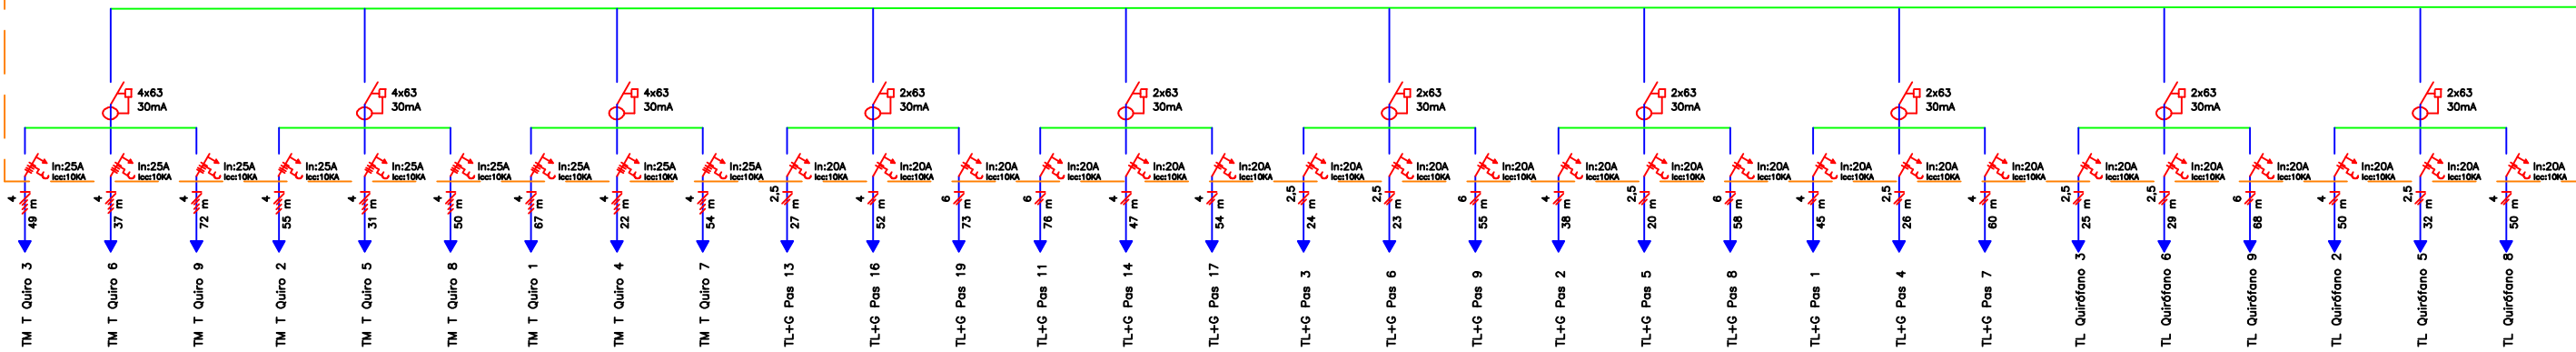 4x63
30mA
4x63
30mA
4x63
30mA
2x63
30mA
2x63
30mA
2x63
30mA
2x63
30mA
2x63
30mA
2x63
30mA
2x63
30mA
In:25A
Icc:10KA
In:25A
Icc:10KA
In:25A
Icc:10KA
In:25A
Icc:10KA
In:25A
Icc:10KA
In:25A
Icc:10KA
In:25A
Icc:10KA
In:25A
Icc:10KA
In:25A
Icc:10KA
In:20A
Icc:10KA
In:20A
Icc:10KA
In:20A
Icc:10KA
In:20A
Icc:10KA
In:20A
Icc:10KA
In:20A
Icc:10KA
In:20A
Icc:10KA
In:20A
Icc:10KA
In:20A
Icc:10KA
In:20A
Icc:10KA
In:20A
Icc:10KA
In:20A
Icc:10KA
In:20A
Icc:10KA
In:20A
Icc:10KA
In:20A
Icc:10KA
In:20A
Icc:10KA
In:20A
Icc:10KA
In:20A
Icc:10KA
In:20A
Icc:10KA
In:20A
Icc:10KA
In:20A
Icc:10KA
4
49 m
4
37 m
4
72 m
4
55 m
4
31 m
4
50 m
4
67 m
4
22 m
4
54 m
2,5
27 m
4
52 m
6
73 m
6
76 m
4
47 m
4
54 m
2,5
24 m
2,5
23 m
6
55 m
4
38 m
2,5
20 m
6
58 m
4
45 m
2,5
26 m
4
60 m
2,5
25 m
2,5
29 m
6
68 m
4
50 m
2,5
32 m
4
50 m
TM T Quiro 3
TM T Quiro 6
TM T Quiro 9
TM T Quiro 2
TM T Quiro 5
TM T Quiro 8
TM T Quiro 1
TM T Quiro 4
TM T Quiro 7
TL+G Pas 13
TL+G Pas 16
TL+G Pas 19
TL+G Pas 11
TL+G Pas 14
TL+G Pas 17
TL+G Pas 3
TL+G Pas 6
TL+G Pas 9
TL+G Pas 2
TL+G Pas 5
TL+G Pas 8
TL+G Pas 1
TL+G Pas 4
TL+G Pas 7
TL Quirófano 3
TL Quirófano 6
TL Quirófano 9
TL Quirófano 2
TL Quirófano 5
TL Quirófano 8